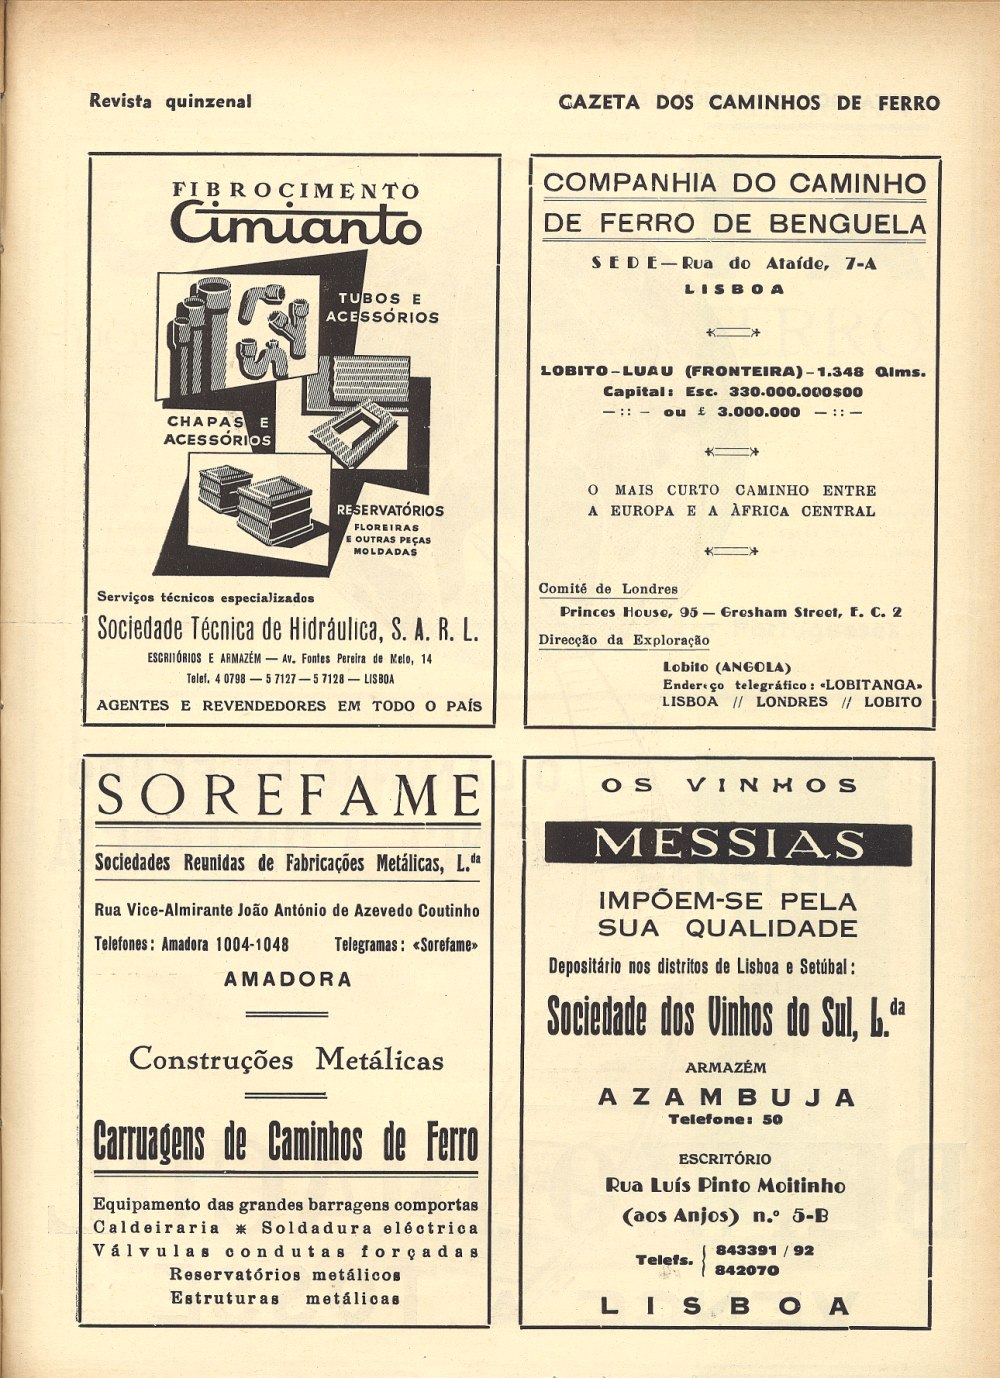 Revista quinzenal
GAZETA DOS CAMINHOS DE FERRO
FIBROCIMENTO
Cimianto
TUBOS E
ACESSÓRIOS
CHAPAS E
ACESSÓRIOS
RESERVATÓRIOS
FLOREIRAS
E OUTRAS PEÇAS
MOLDADAS
Serviços técnicos especializados
Sociedade Técnica de Hidráulica, S. A. R. L.
ESCRITÓRIOS E ARMAZÉM — Av. Fontes Pereira de Melo, 14
Telef. 4 0798 — 5 7127 — 5 7128 — LISBOA
AGENTES E REVENDEDORES EM TODO O PAÍS
COMPANHIA DO CAMINHO
DE FERRO DE BENGUELA
SEDE — Rua do Ataíde, 7-A
LISBOA
LOBITO-LUAU (FRONTEIRA)-1.348 Qlms.
Capital: Esc. 330.000.000$00
— :: — ou £ 3.000.000 — :: —
O MAIS CURTO CAMINHO ENTRE
A EUROPA E A ÀFRICA CENTRAL
Comité de Londres
Princes House, 95 — Gresham Street, E. C. 2
Direcção da Exploração
Lobito (ANGOLA)
Endereço telegráfico: «LOBITANGA»
LISBOA // LONDRES // LOBITO
SOREFAME
Sociedades Reunidas de Fabricações Metálicas, L.da
Rua Vice-Almirante João António de Azevedo Coutinho
Telefones: Amadora 1004-1048 Telegramas: «Sorefame»
AMADORA
Construções Metálicas
Carruagens de Caminhos de Ferro
Equipamento das grandes barragens comportas
Caldeiraria * Soldadura eléctrica
Válvulas condutas forçadas
Reservatórios metálicos
Estruturas metálicas
OS VINHOS
MESSIAS
IMPÕEM-SE PELA
SUA QUALIDADE
Depositário nos distritos de Lisboa e Setúbal:
Sociedade dos Vinhos do Sul, L.da
ARMAZÉM
AZAMBUJA
Telefone: 50
ESCRITÓRIO
Rua Luís Pinto Moitinho
(aos Anjos) n.º 5-B
Telefs. { 843391 / 92
842070
LISBOA